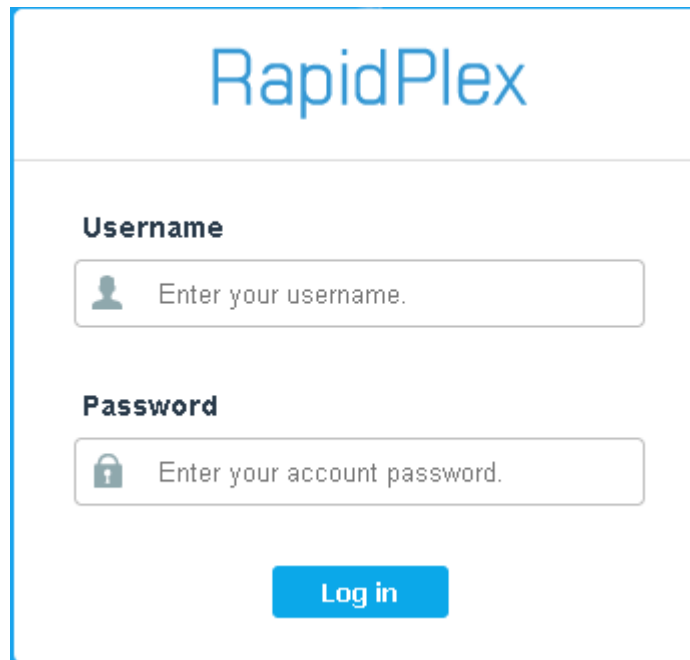 RapidPlex
Username
Enter your username.
Password
Enter your account password.
Log in